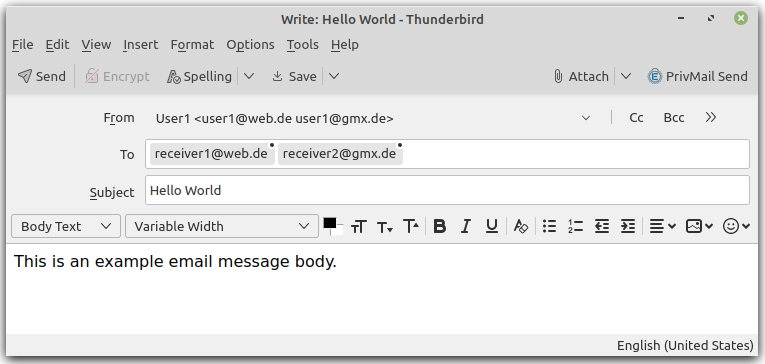 Write: Hello World - Thunderbird
File Edit View Insert Format Options Tools Help
Send Encrypt Spelling Save Attach PrivMail Send
From User1 <user1@web.de user1@gmx.de> Cc Bcc
To receiver1@web.de receiver2@gmx.de
Subject Hello World
Body Text Variable Width B I U
This is an example email message body.
English (United States)